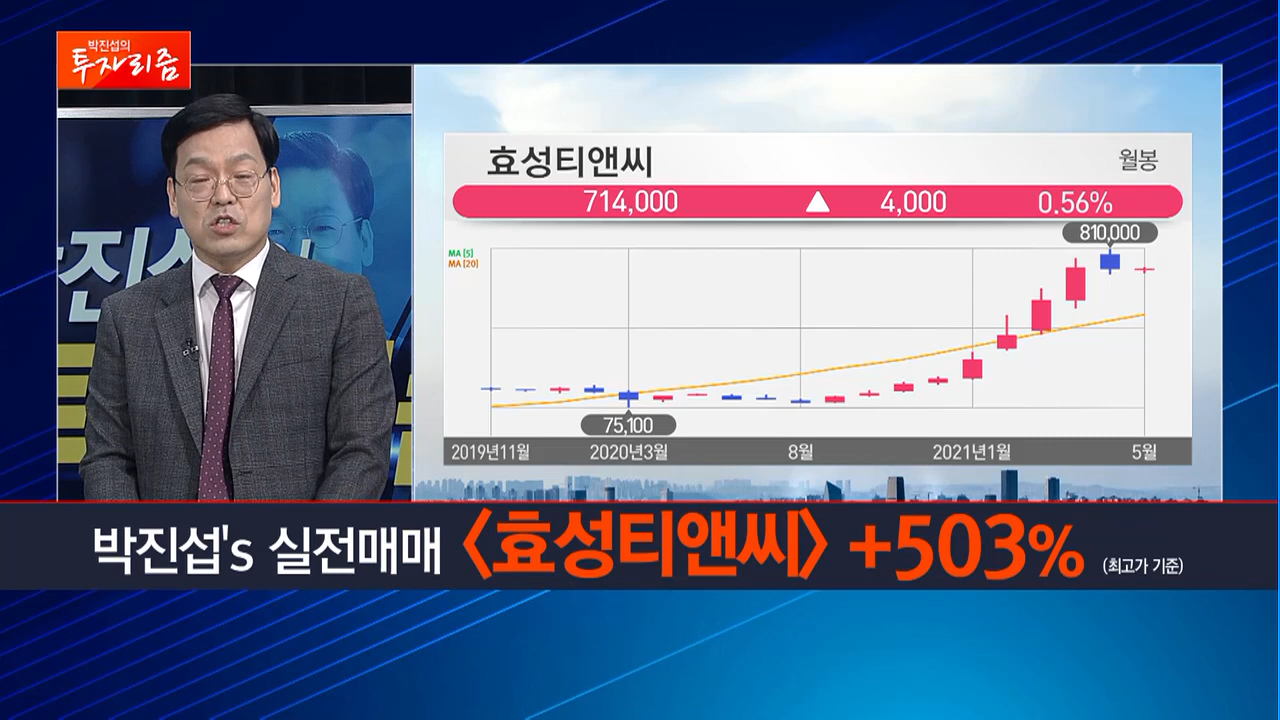 박진섭의
투자리즘
효성티앤씨
월봉
714,000 ▲ 4,000 0.56%
MA [5]
MA [20]
810,000
75,100
2019년11월 2020년3월 8월 2021년1월 5월
박진섭's 실전매매 <효성티앤씨> +503% (최고가 기준)